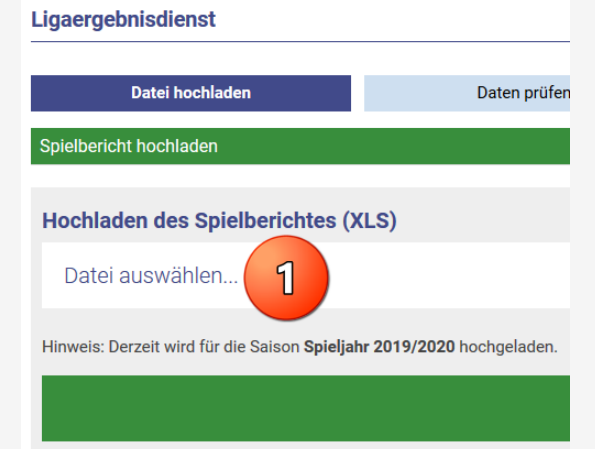 Ligaergebnisdienst
Datei hochladen
Daten prüfen
Spielbericht hochladen
Hochladen des Spielberichtes (XLS)
Datei auswählen...
1
Hinweis: Derzeit wird für die Saison Spieljahr 2019/2020 hochgeladen.